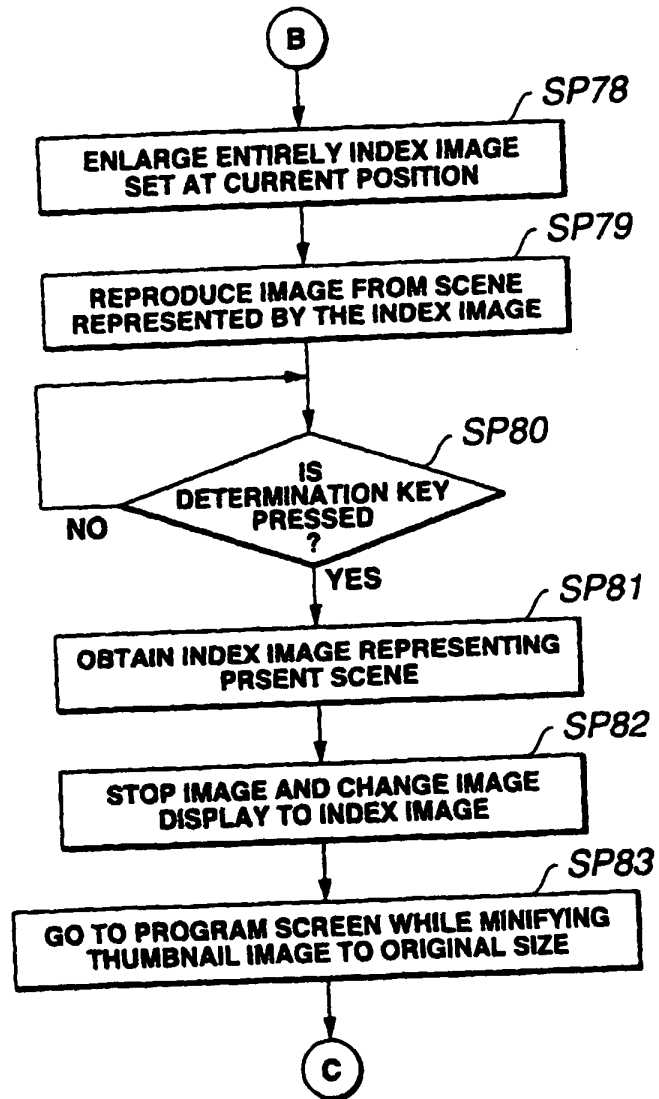 B
SP78
ENLARGE ENTIRELY INDEX IMAGE
SET AT CURRENT POSITION
SP79
REPRODUCE IMAGE FROM SCENE
REPRESENTED BY THE INDEX IMAGE
SP80
IS
DETERMINATION KEY
PRESSED
?
NO
YES
SP81
OBTAIN INDEX IMAGE REPRESENTING
PRSENT SCENE
SP82
STOP IMAGE AND CHANGE IMAGE
DISPLAY TO INDEX IMAGE
SP83
GO TO PROGRAM SCREEN WHILE MINIFYING
THUMBNAIL IMAGE TO ORIGINAL SIZE
C